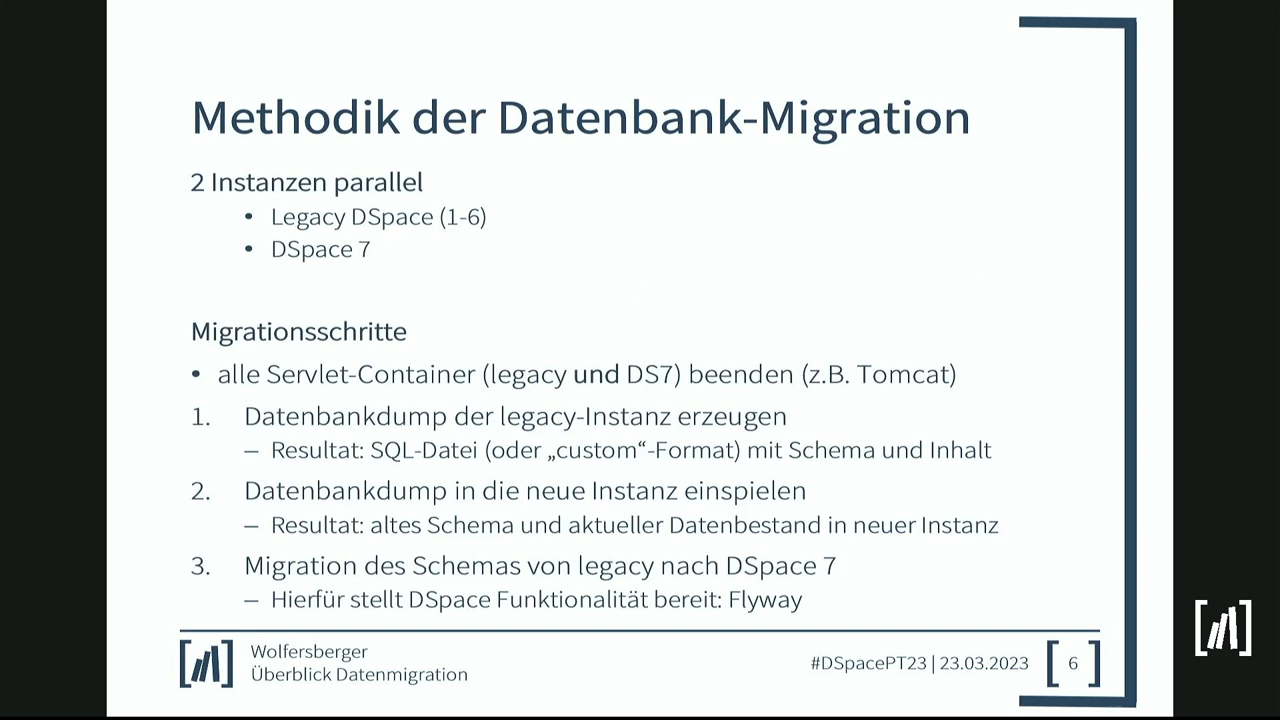 Methodik der Datenbank-Migration
2 Instanzen parallel
• Legacy DSpace (1-6)
• DSpace 7
Migrationsschritte
• alle Servlet-Container (legacy und DS7) beenden (z.B. Tomcat)
1. Datenbankdump der legacy-Instanz erzeugen
– Resultat: SQL-Datei (oder „custom“-Format) mit Schema und Inhalt
2. Datenbankdump in die neue Instanz einspielen
– Resultat: altes Schema und aktueller Datenbestand in neuer Instanz
3. Migration des Schemas von legacy nach DSpace 7
– Hierfür stellt DSpace Funktionalität bereit: Flyway
Wolfersberger
Überblick Datenmigration
#DSpacePT23 | 23.03.2023
6